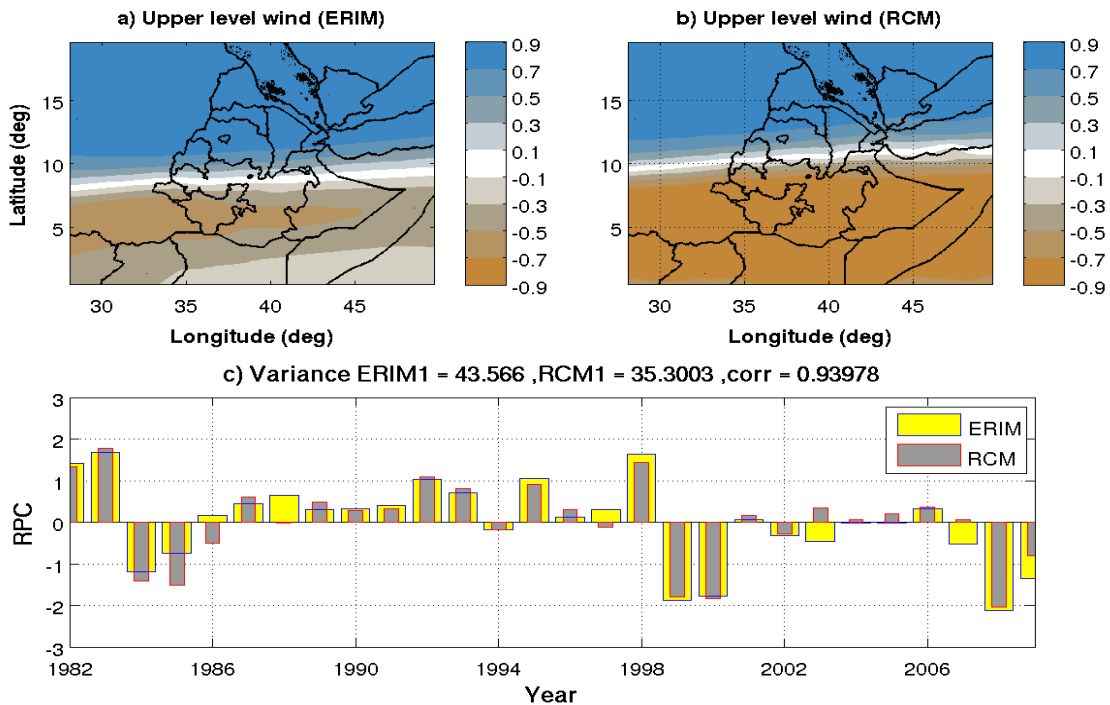 a) Upper level wind (ERIM)
b) Upper level wind (RCM)
Latitude (deg)
15
10
5
30 35 40 45
Longitude (deg)
0.9
0.7
0.5
0.3
0.1
-0.1
-0.3
-0.5
-0.7
-0.9
15
10
5
30 35 40 45
Longitude (deg)
0.9
0.7
0.5
0.3
0.1
-0.1
-0.3
-0.5
-0.7
-0.9
c) Variance ERIM1 = 43.566 ,RCM1 = 35.3003 ,corr = 0.93978
RPC
3
2
1
0
-1
-2
-3
ERIM
RCM
1982 1986 1990 1994 1998 2002 2006
Year